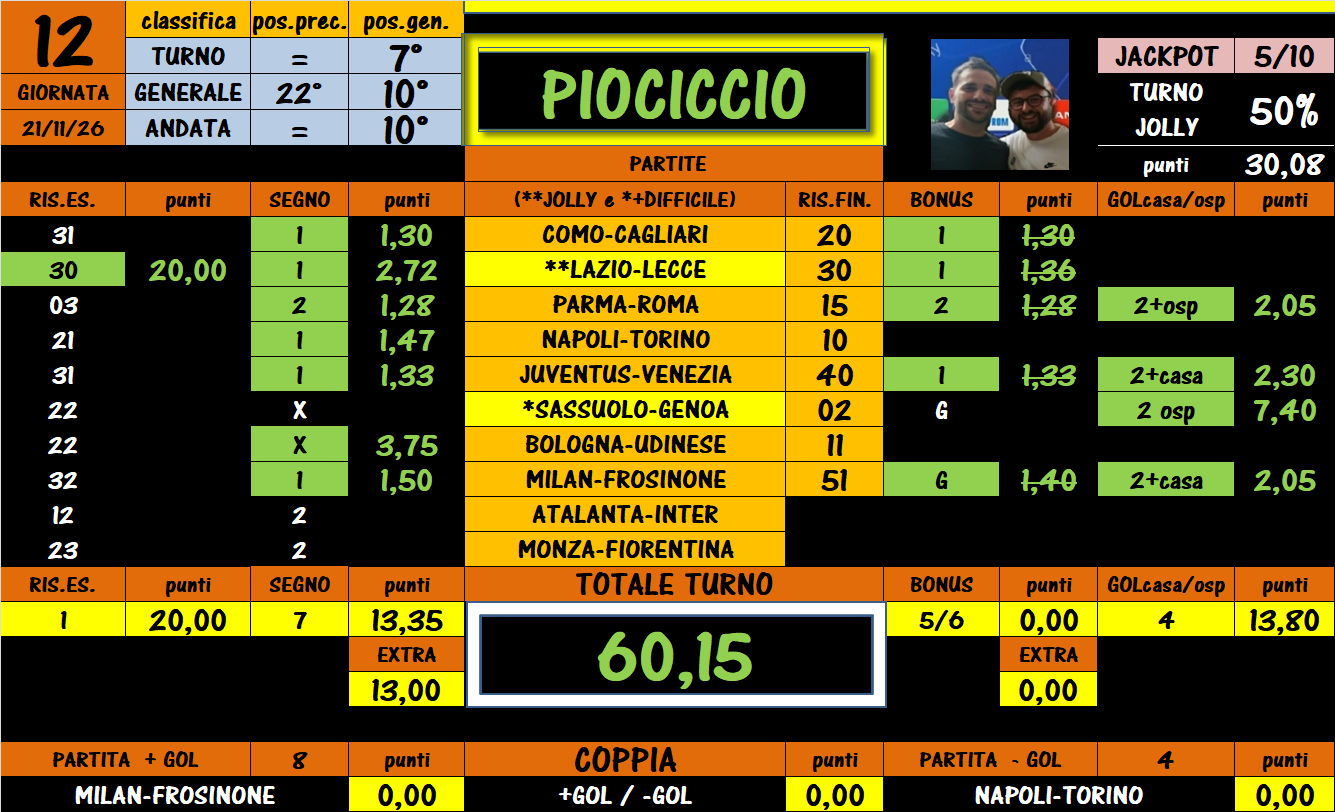 12 classifica pos.prec. pos.gen.
TURNO = 7°
GIORNATA GENERALE 22° 10°
21/11/26 ANDATA = 10°
PIOCICCIO
JACKPOT 5/10
TURNO JOLLY 50%
punti 30,08
PARTITE
RIS.ES. punti SEGNO punti (**JOLLY e *+DIFFICILE) RIS.FIN. BONUS punti GOLcasa/osp punti
31 1 1,30 COMO-CAGLIARI 20 1 1,30
30 20,00 1 2,72 **LAZIO-LECCE 30 1 1,36
03 2 1,28 PARMA-ROMA 15 2 1,28 2+osp 2,05
21 1 1,47 NAPOLI-TORINO 10
31 1 1,33 JUVENTUS-VENEZIA 40 1 1,33 2+casa 2,30
22 X *SASSUOLO-GENOA 02 G 2 osp 7,40
22 X 3,75 BOLOGNA-UDINESE 11
32 1 1,50 MILAN-FROSINONE 51 G 1,40 2+casa 2,05
12 2 ATALANTA-INTER
23 2 MONZA-FIORENTINA
RIS.ES. punti SEGNO punti TOTALE TURNO BONUS punti GOLcasa/osp punti
1 20,00 7 13,35 60,15 5/6 0,00 4 13,80
EXTRA EXTRA
13,00 0,00
PARTITA + GOL 8 punti COPPIA punti PARTITA - GOL 4 punti
MILAN-FROSINONE 0,00 +GOL / -GOL 0,00 NAPOLI-TORINO 0,00